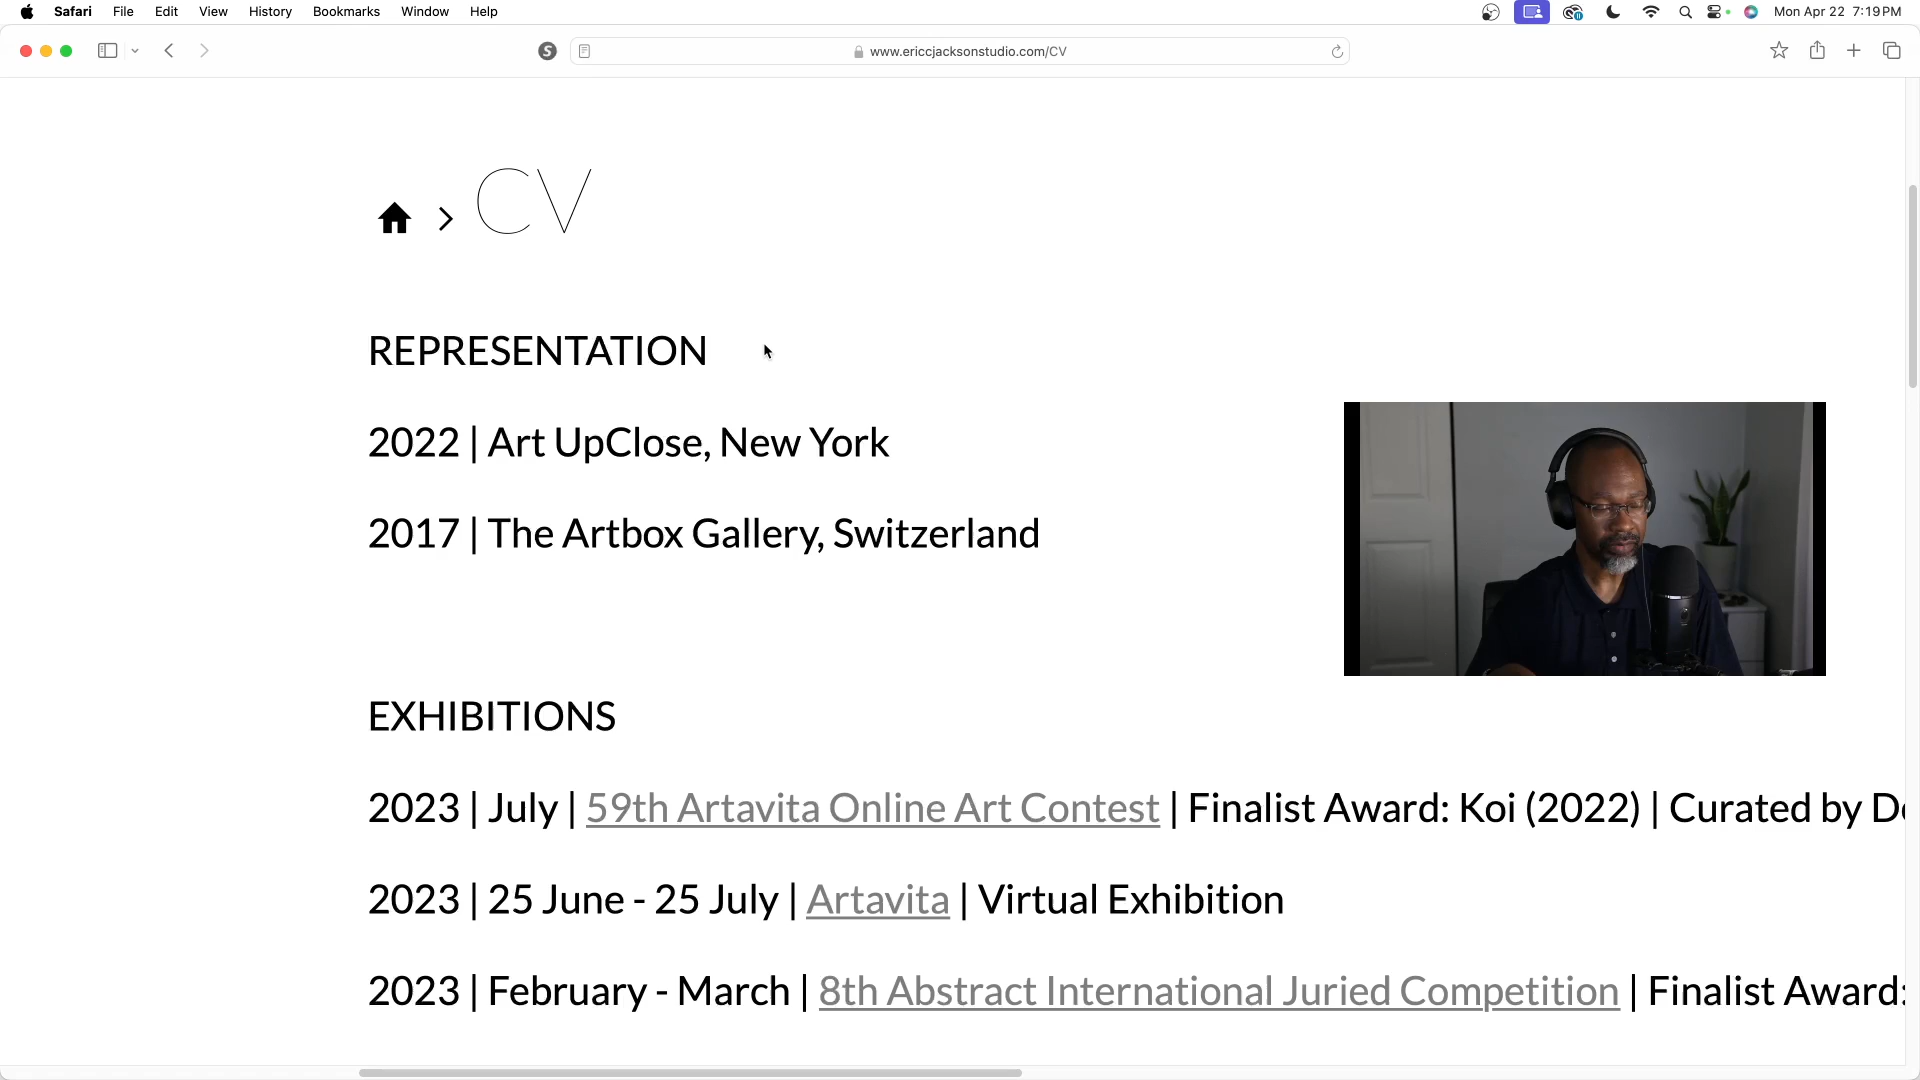 Safari File Edit View History Bookmarks Window Help Mon Apr 22 7:19 PM
www.ericcjacksonstudio.com/CV
CV
REPRESENTATION
2022 | Art UpClose, New York
2017 | The Artbox Gallery, Switzerland
EXHIBITIONS
2023 | July | 59th Artavita Online Art Contest | Finalist Award: Koi (2022) | Curated by
2023 | 25 June - 25 July | Artavita | Virtual Exhibition
2023 | February - March | 8th Abstract International Juried Competition | Finalist Award: